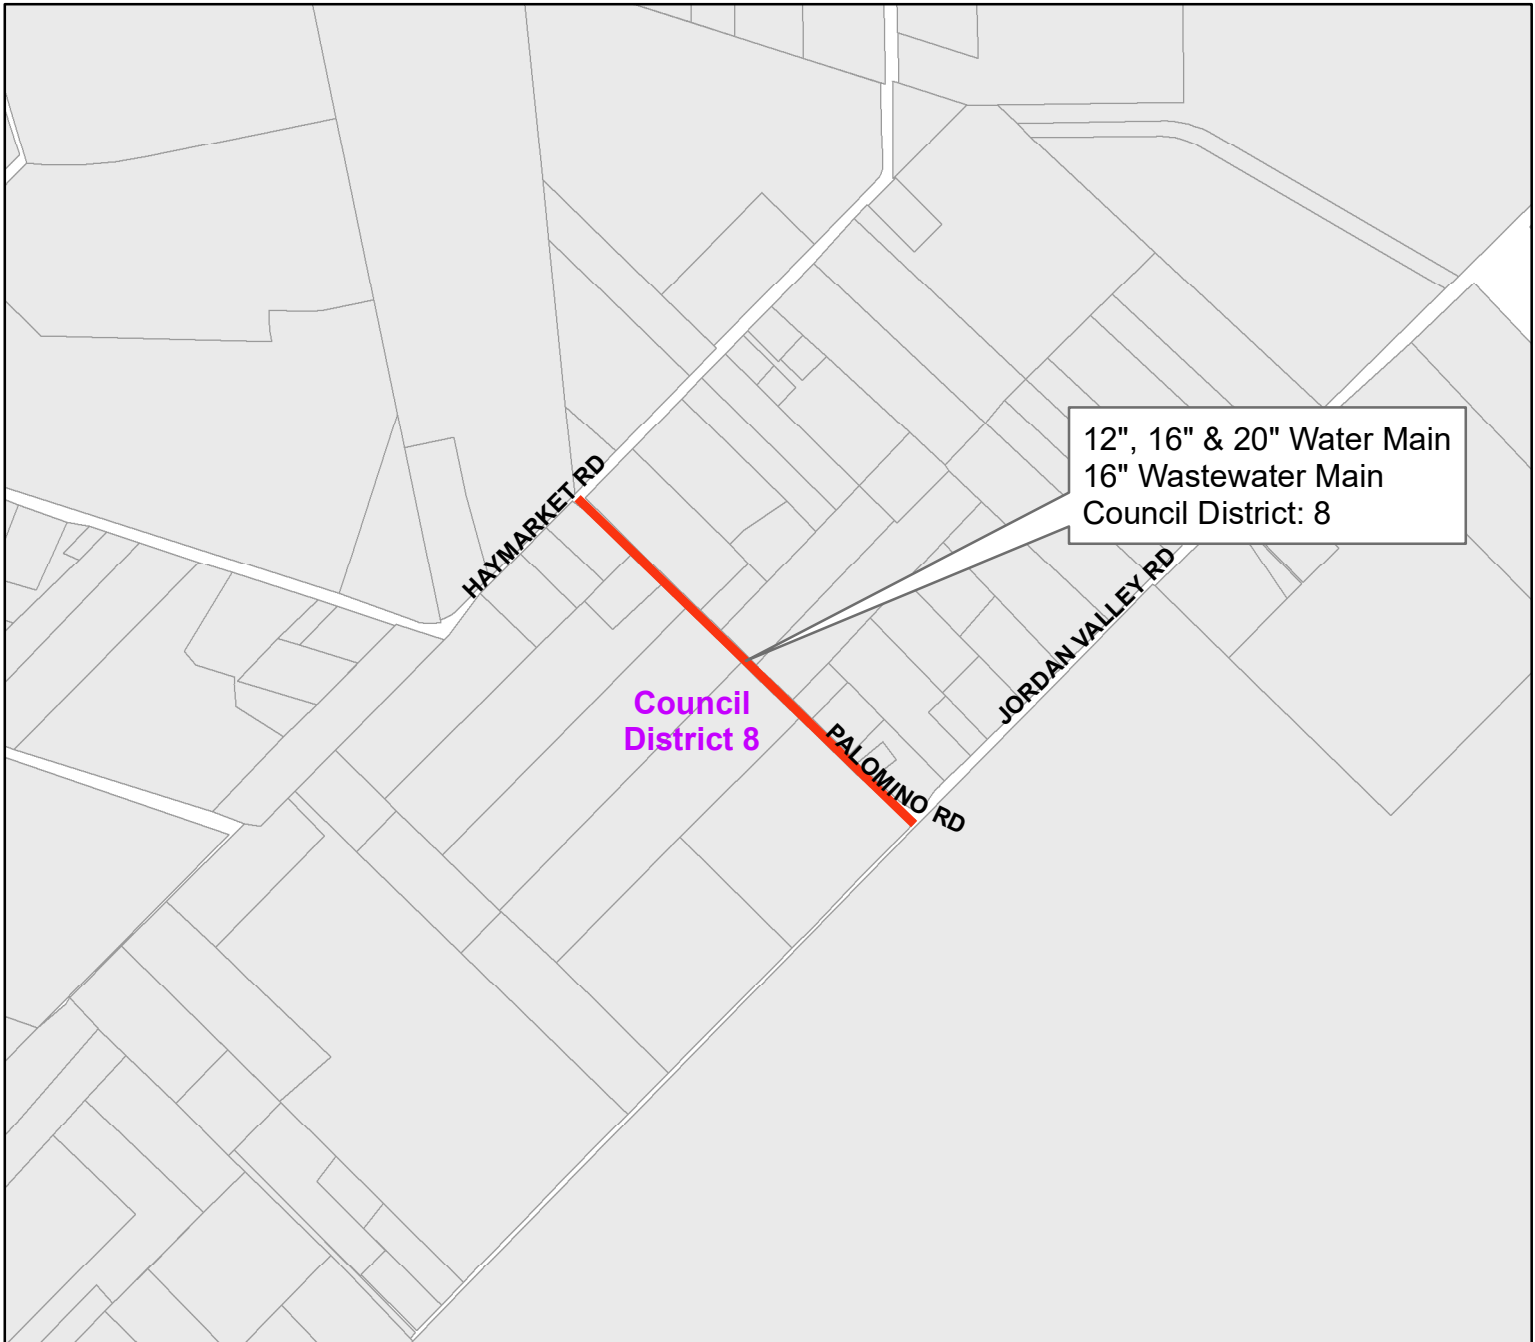 12", 16" & 20" Water Main
16" Wastewater Main
Council District: 8
HAYMARKET RD
JORDAN VALLEY RD
Council
District 8
PALOMINO RD